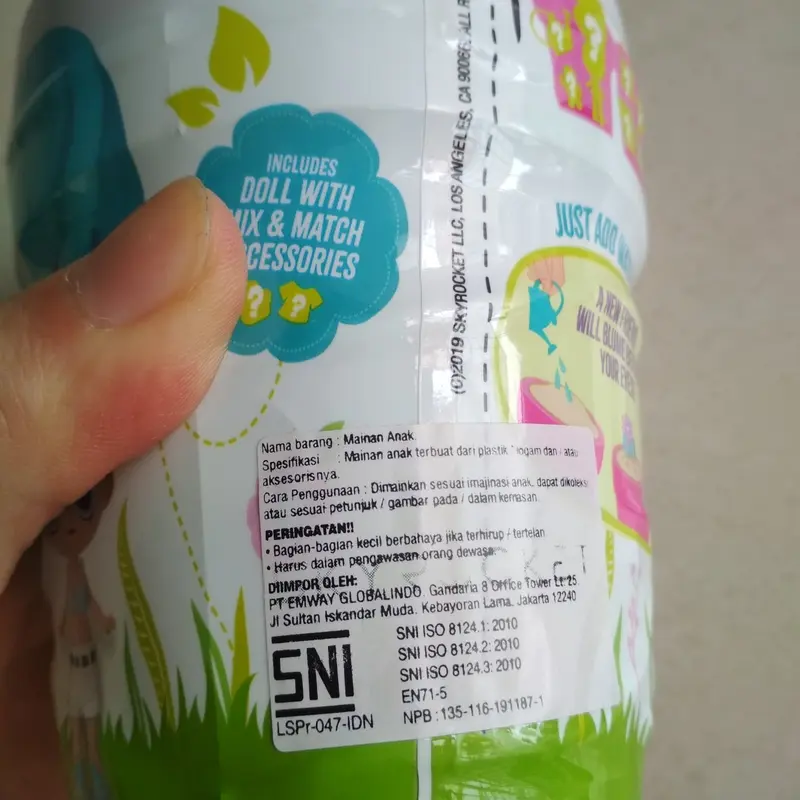 INCLUDES
DOLL WITH
& MATCH
(C)2019 SKYROCKET LLC, LOS ANGELES, CA 90066. ALL
JUST ADD
A NEW
WILL
YOUR
Nama barang : Mainan Anak.
Spesifikasi : Mainan anak terbuat dari plastik logam dan / atau
aksesorisnya.
Cara Penggunaan : Dimainkan sesuai imajinasi anak, dapat dikoleksi
atau sesuai petunjuk / gambar pada / dalam kemasan.
PERINGATAN!!
• Bagian-bagian kecil berbahaya jika terhirup / tertelan.
• Harus dalam pengawasan orang dewasa.
DIIMPOR OLEH:
PT EMWAY GLOBALINDO. Gandaria 8 Office Tower Lt 25
Jl Sultan Iskandar Muda. Kebayoran Lama. Jakarta 12240
SNI
LSPr-047-IDN
SNI ISO 8124.1: 2010
SNI ISO 8124.2: 2010
SNI ISO 8124.3: 2010
EN71-5
NPB : 135-116-191187-1